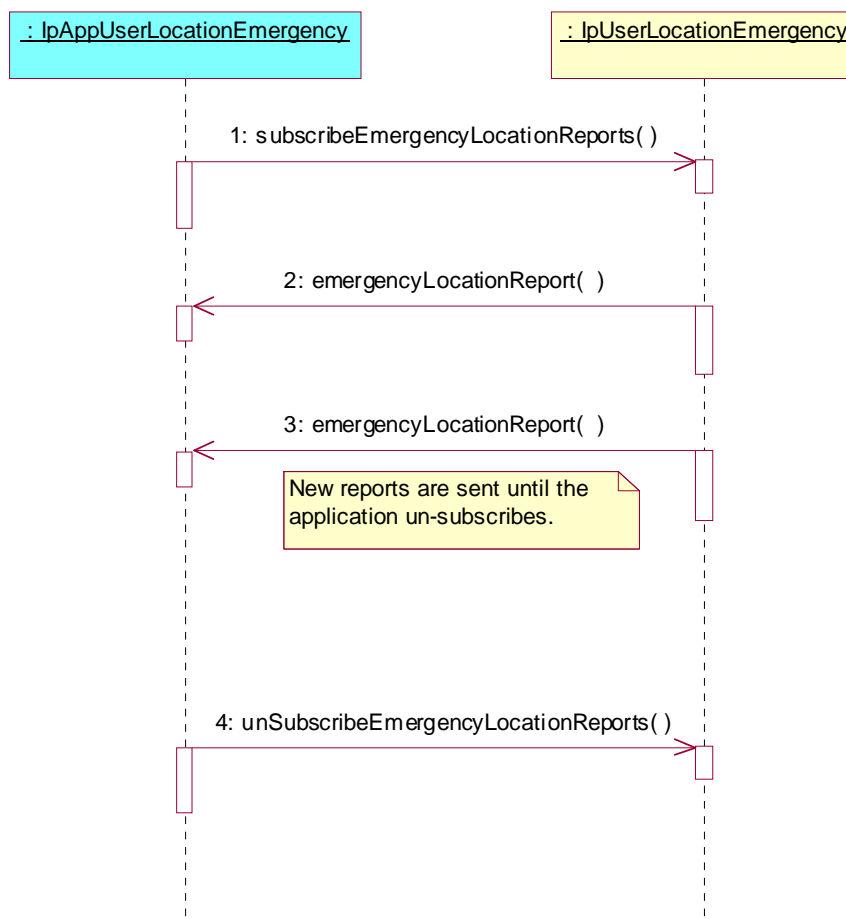 : IpAppUserLocationEmergency
: IpUserLocationEmergency
1: subscribeEmergencyLocationReports( )
2: emergencyLocationReport( )
3: emergencyLocationReport( )
New reports are sent until the
application un-subscribes.
4: unSubscribeEmergencyLocationReports( )